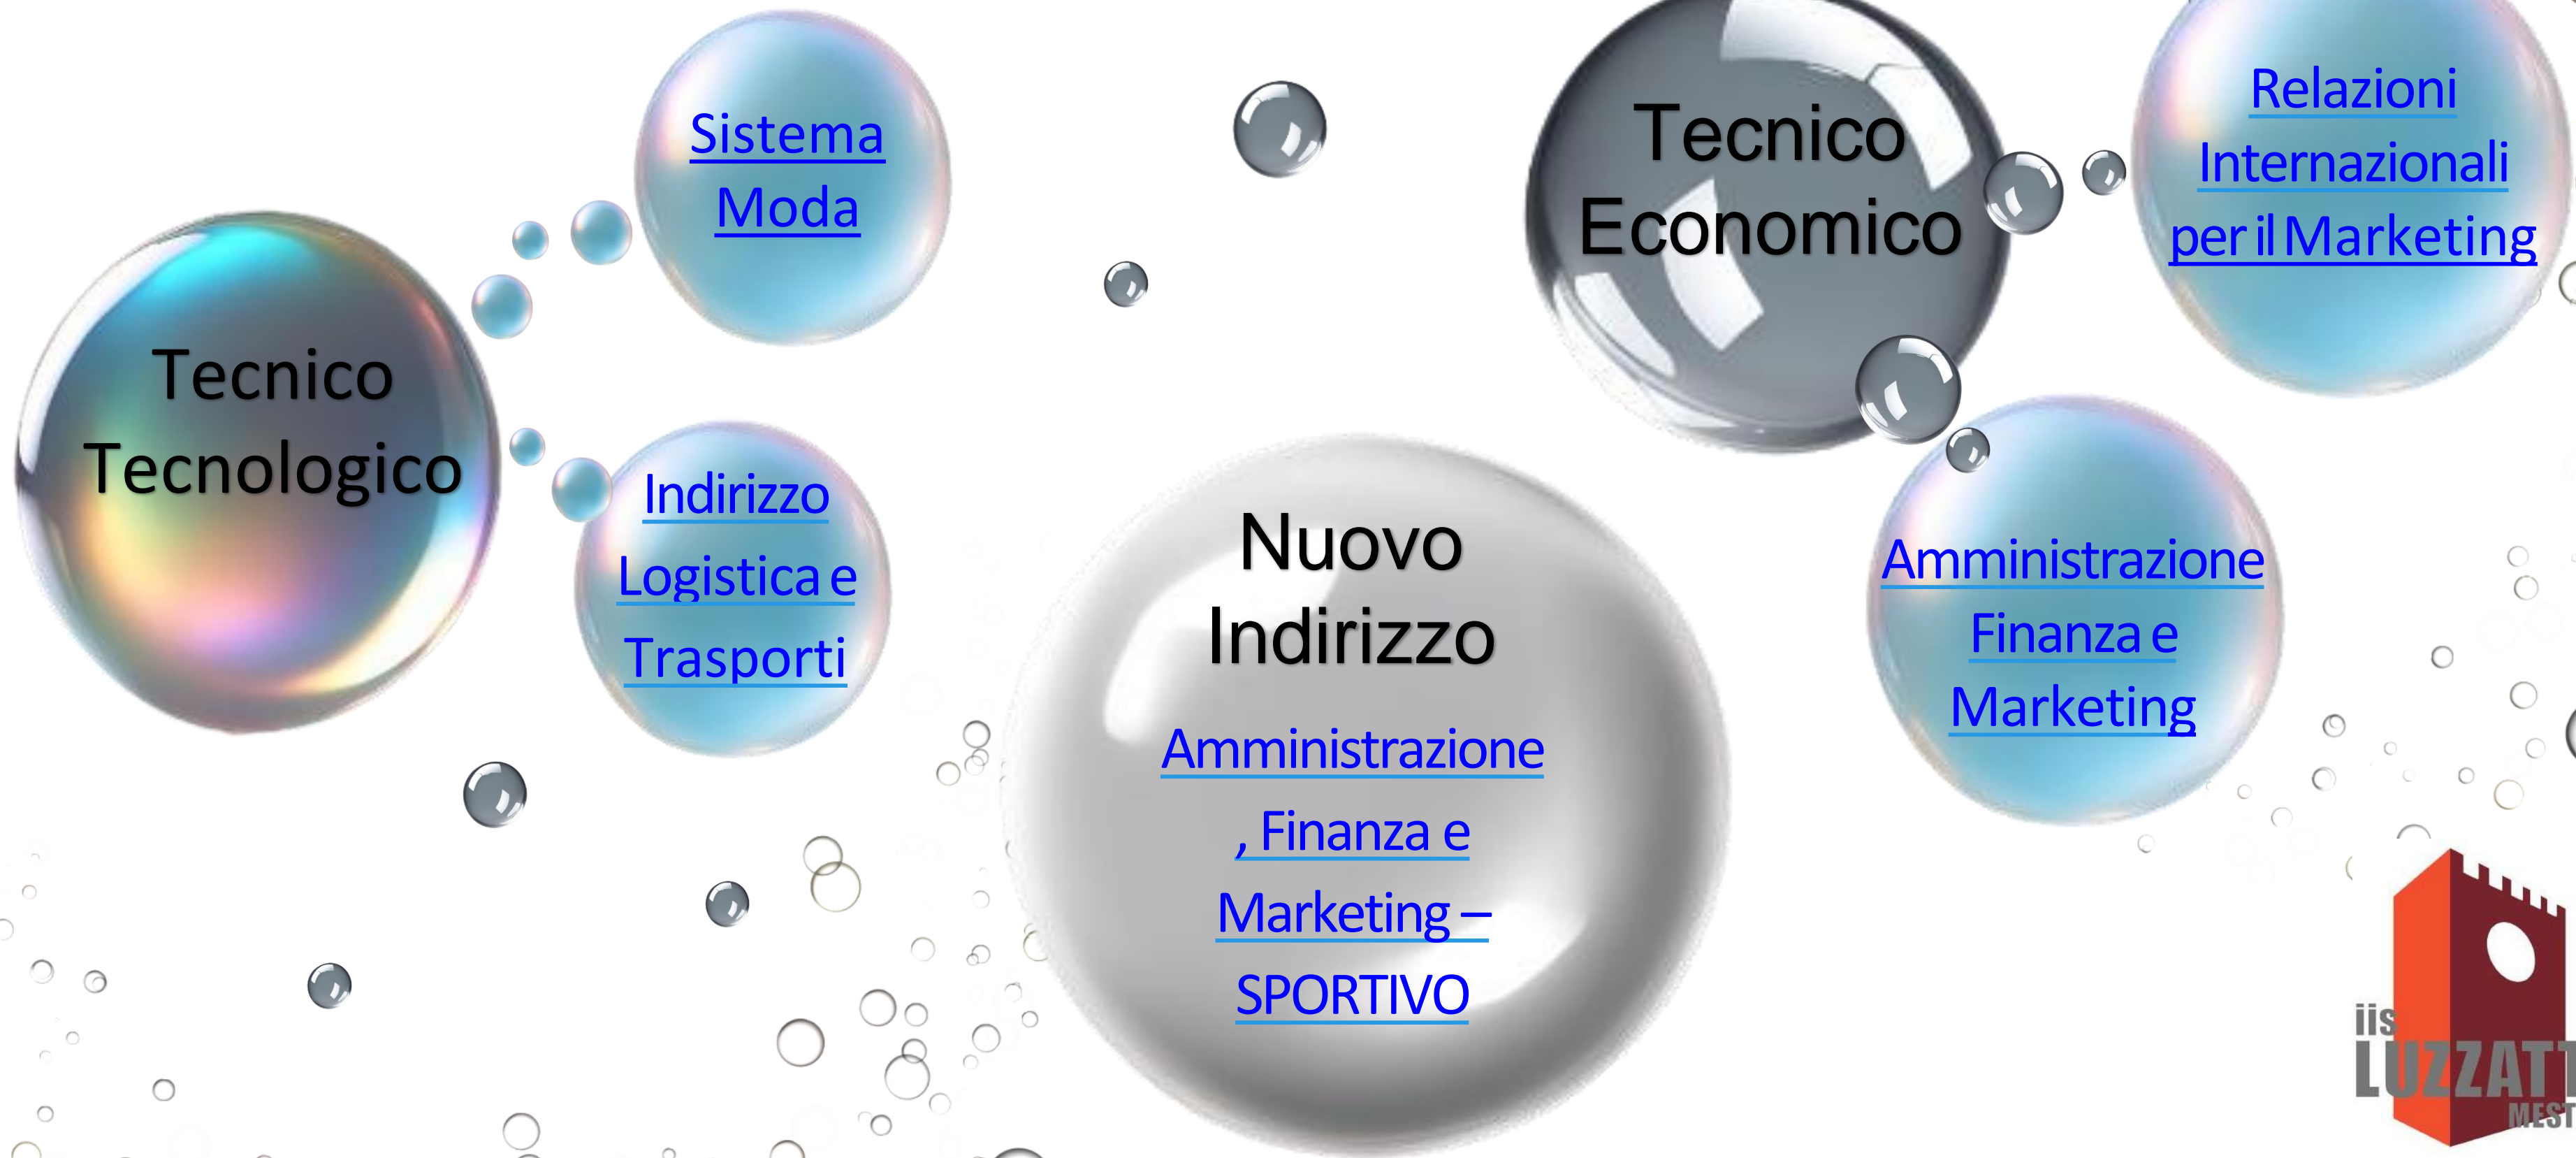 Sistema
Moda
Tecnico
Tecnologico
Indirizzo
Logistica e
Trasporti
Tecnico
Economico
Relazioni
Internazionali
per il Marketing
Nuovo
Indirizzo
Amministrazione
, Finanza e
Marketing –
SPORTIVO
Amministrazione
Finanza e
Marketing
iis
LUZZATT
MEST